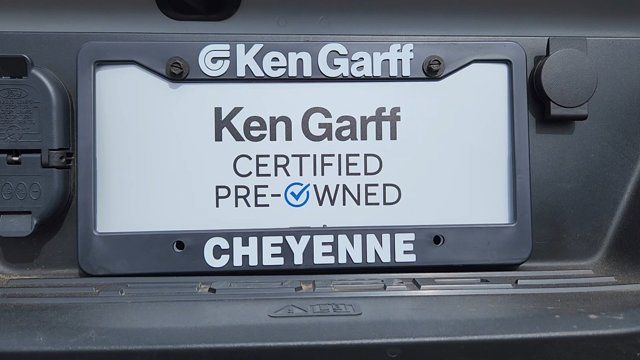 Ken Garff
Ken Garff
CERTIFIED
PRE-OWNED
CHEYENNE